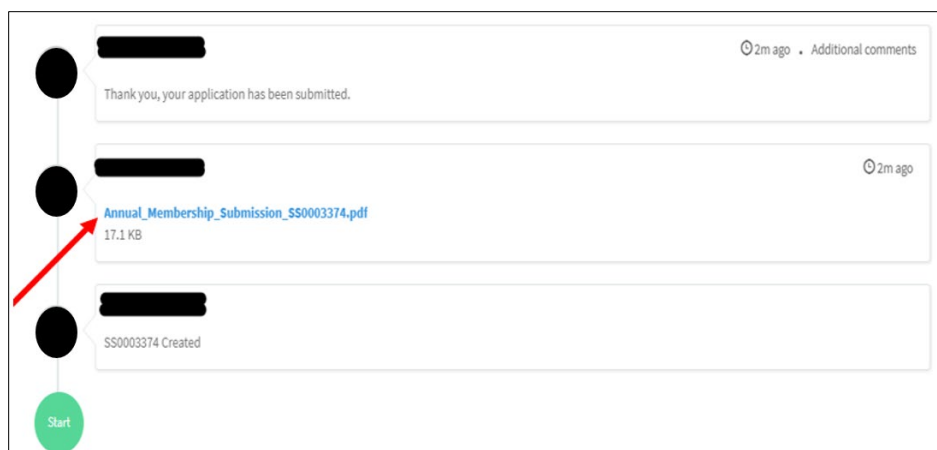 2m ago . Additional comments
Thank you, your application has been submitted.
2m ago
Annual_Membership_Submission_SS0003374.pdf
17.1 KB
SS0003374 Created
Start